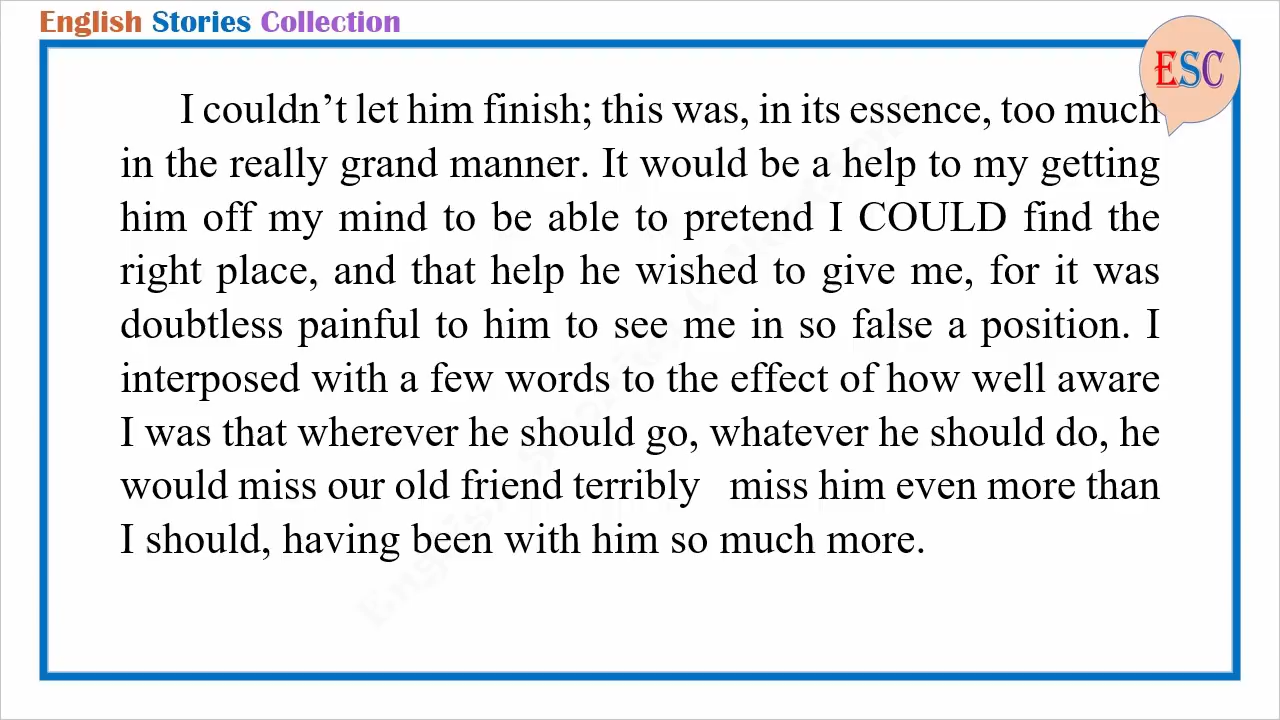 English Stories Collection
ESC
I couldn’t let him finish; this was, in its essence, too much
in the really grand manner. It would be a help to my getting
him off my mind to be able to pretend I COULD find the
right place, and that help he wished to give me, for it was
doubtless painful to him to see me in so false a position. I
interposed with a few words to the effect of how well aware
I was that wherever he should go, whatever he should do, he
would miss our old friend terribly   miss him even more than
I should, having been with him so much more.